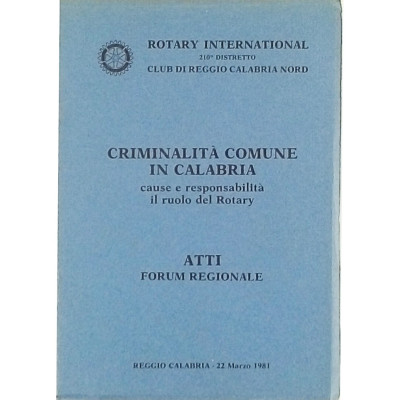 ROTARY INTERNATIONAL
210° DISTRETTO
CLUB DI REGGIO CALABRIA NORD
CRIMINALITÀ COMUNE
IN CALABRIA
cause e responsabilità
il ruolo del Rotary
ATTI
FORUM REGIONALE
REGGIO CALABRIA - 22 Marzo 1981